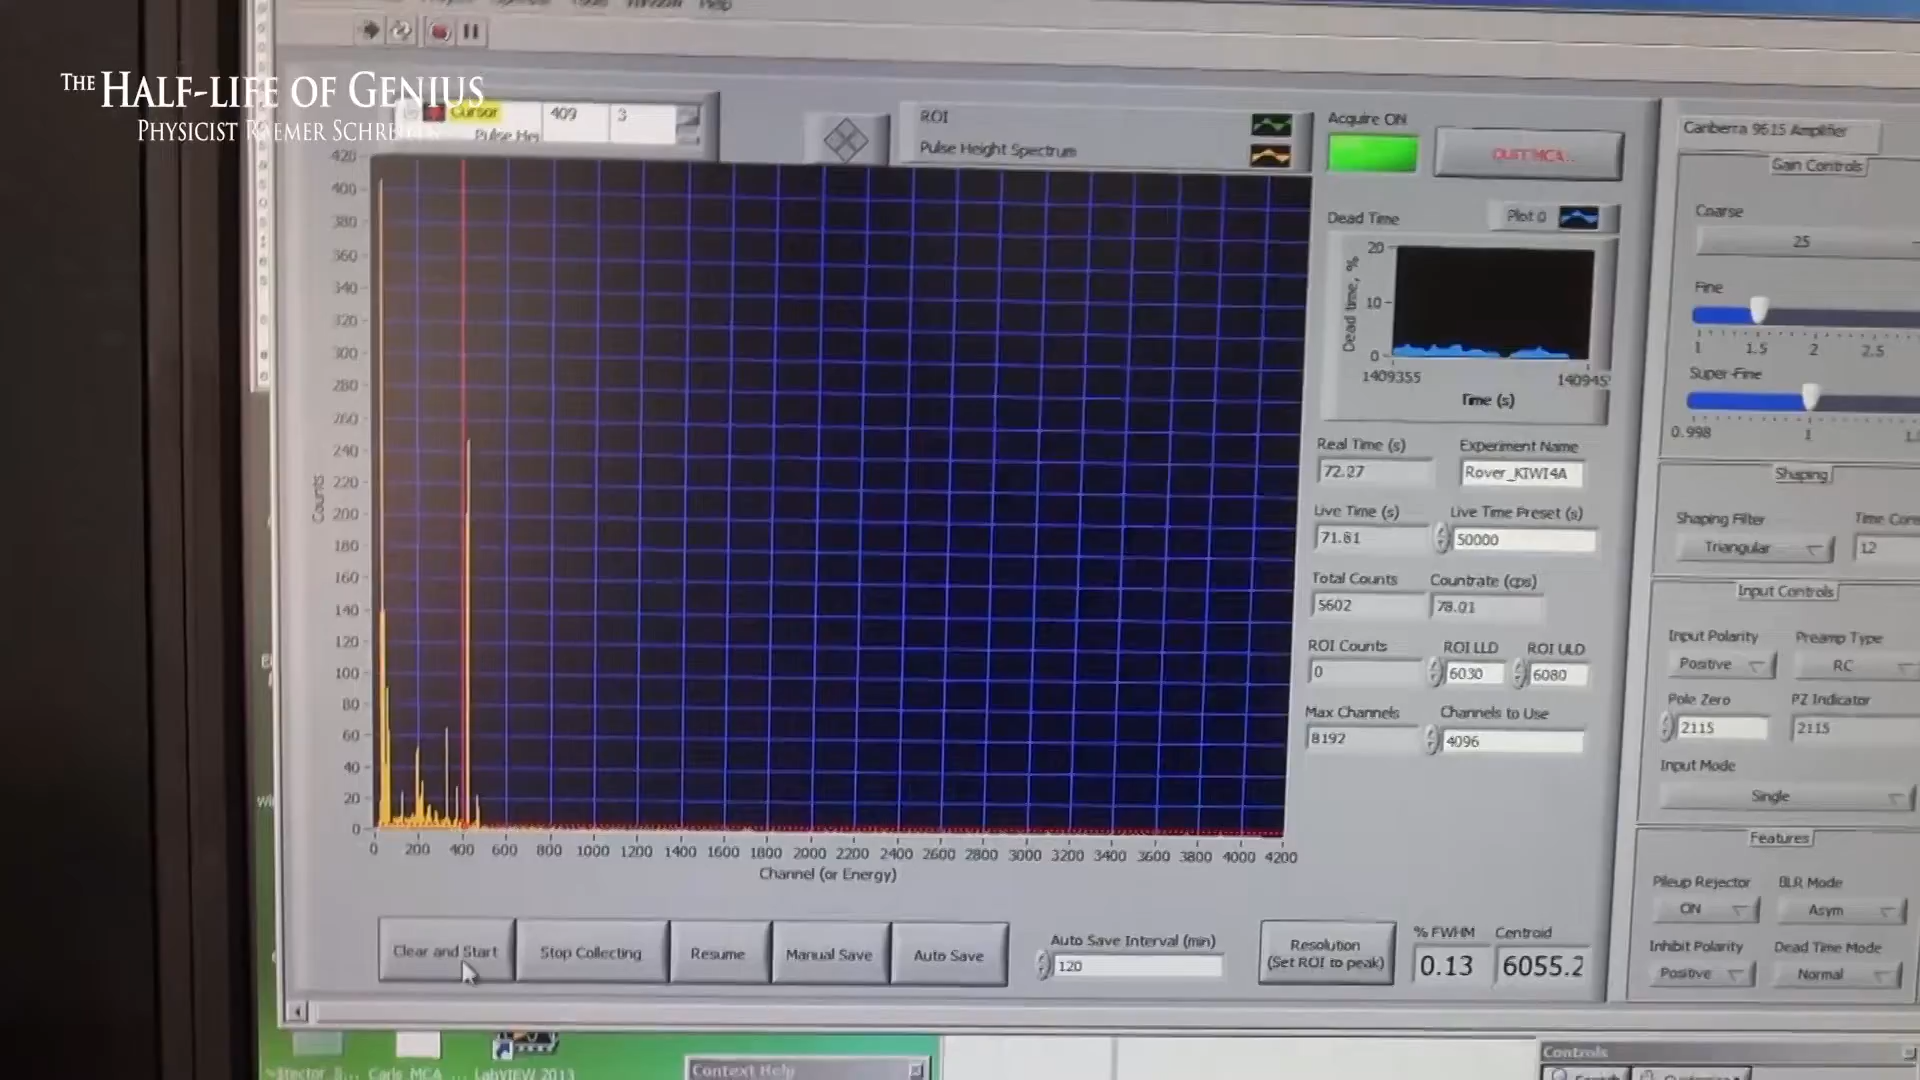 Window Help
THE HALF-LIFE OF GENIUS
PHYSICIST RAEMER SCHREIBER
Cursor 409 3
ROI
Pulse Height Spectrum
Acquire ON
QUIT MCA..
Canberra 9615 Amplifier
Gain Controls
Coarse
25
Fine
1 1.5 2 2.5
Super-Fine
0.998 1
Dead Time
Plot 0
Dead time, %
20
10
0
1409355
Time (s)
Counts
420
400
380
360
340
320
300
280
260
240
220
200
180
160
140
120
100
80
60
40
20
0
0 200 400 600 800 1000 1200 1400 1600 1800 2000 2200 2400 2600 2800 3000 3200 3400 3600 3800 4000 4200
Channel (or Energy)
Real Time (s)
72.27
Experiment Name
Rover_KIWI4A
Live Time (s)
71.81
Live Time Preset (s)
50000
Total Counts
5602
Countrate (cps)
78.01
ROI Counts
0
ROI LLD
6030
ROI ULD
6080
Max Channels
8192
Channels to Use
4096
Shaping
Shaping Filter
Triangular
Time
12
Input Controls
Input Polarity
Positive
Preamp Type
RC
Pole Zero
2115
PZ Indicator
2115
Input Mode
Single
Features
Pileup Rejector
ON
BLR Mode
Asym
Inhibit Polarity
Positive
Dead Time Mode
Normal
Clear and Start
Stop Collecting
Resume
Manual Save
Auto Save
Auto Save Interval (min)
120
Resolution
(Set ROI to peak)
% FWHM
0.13
Centroid
6055.2
Carlo_MCA ...
LabVIEW 2013
Context Help
Controls